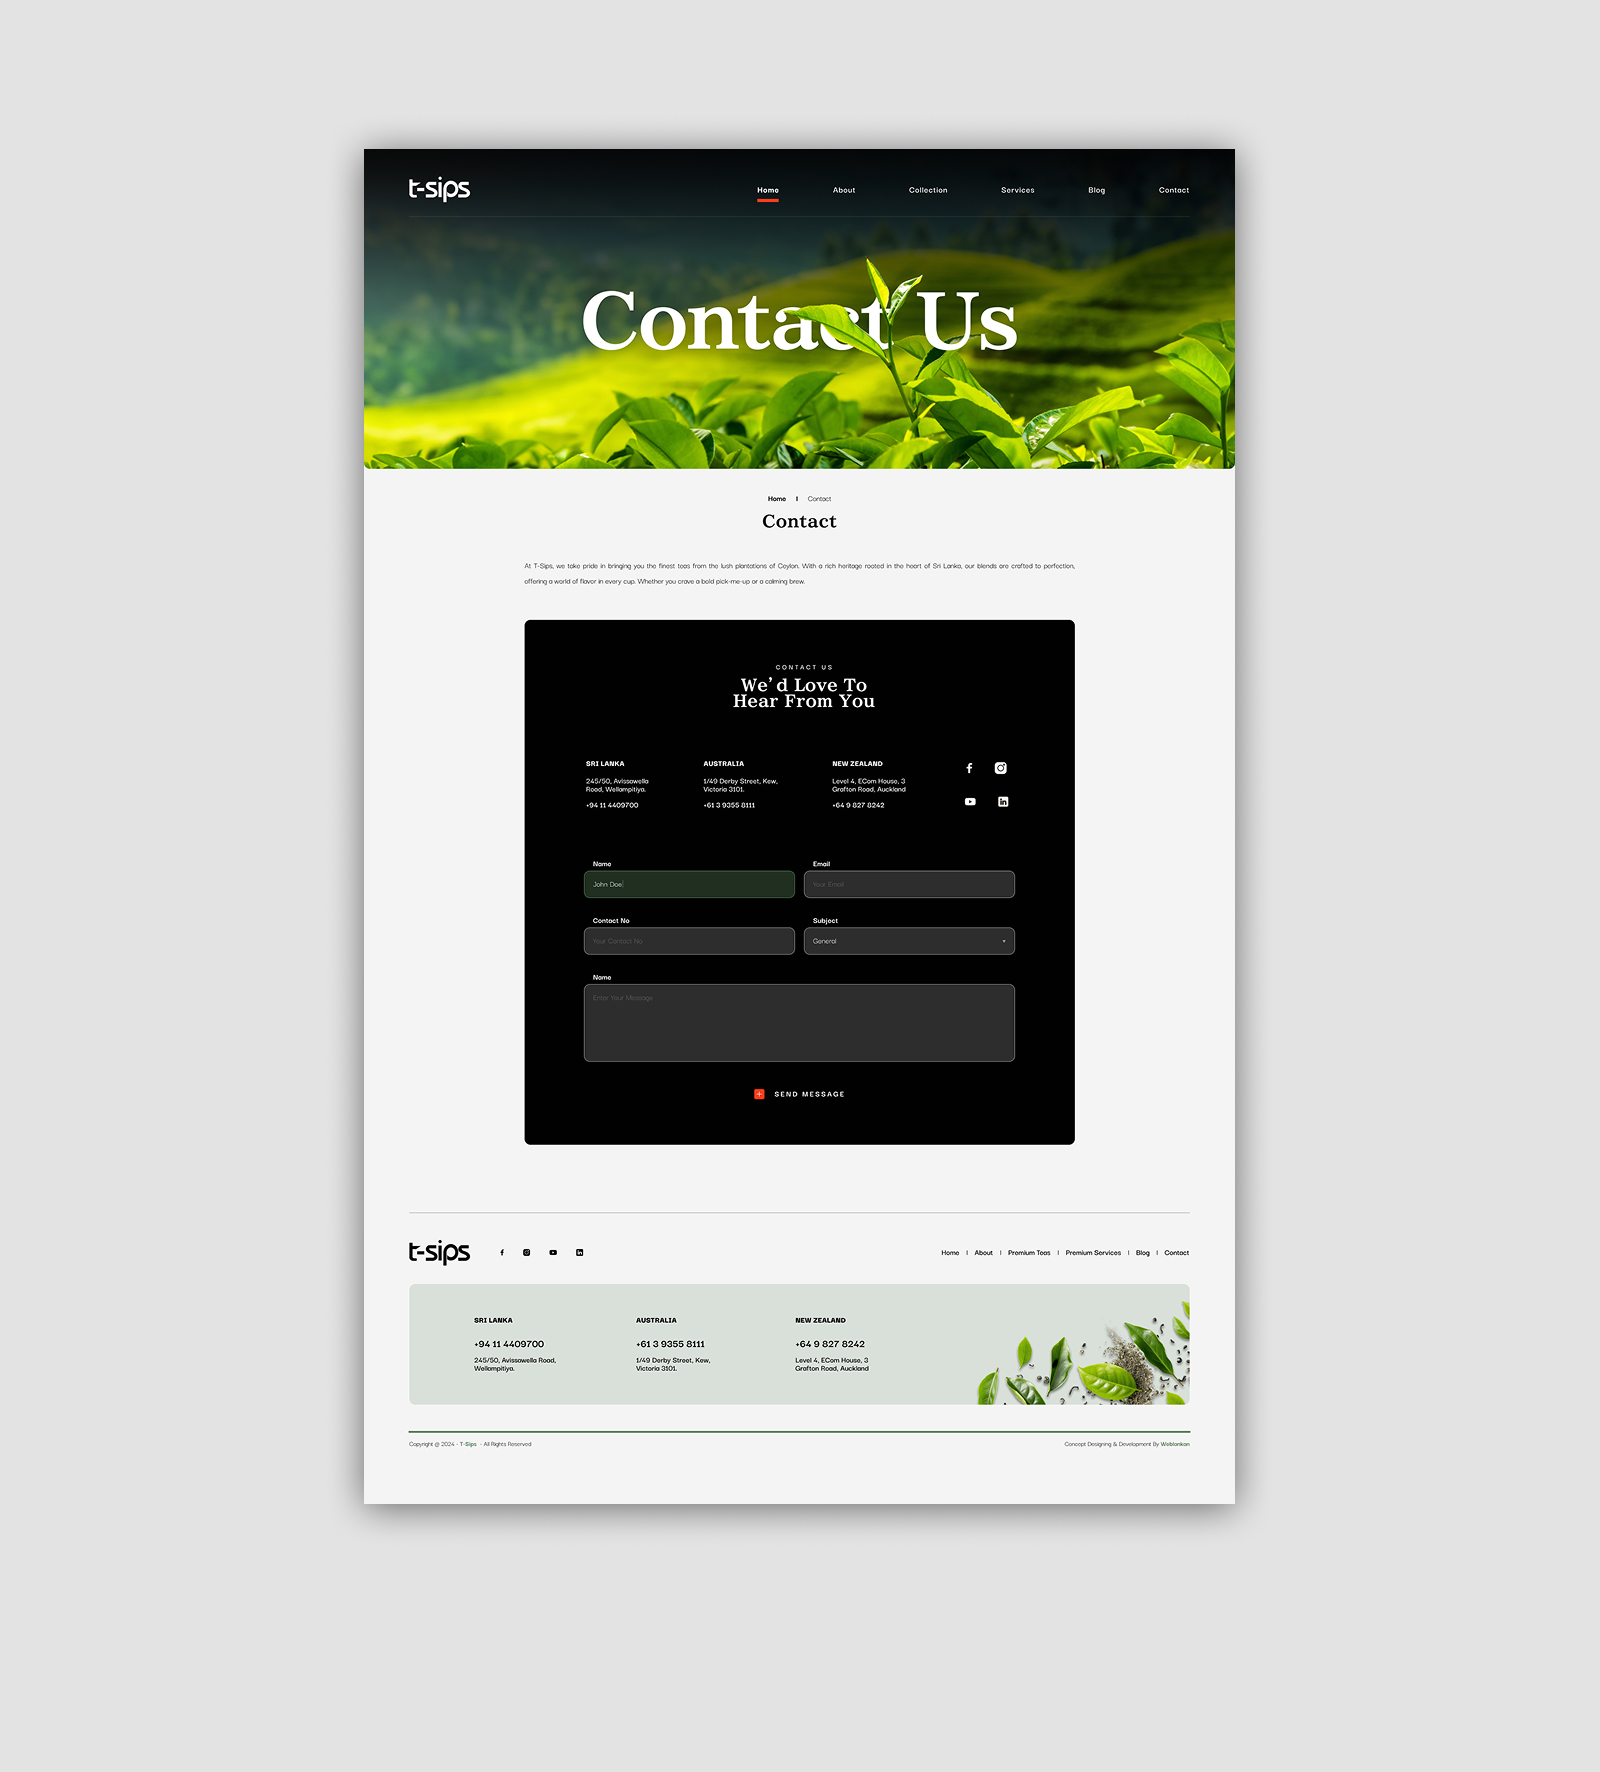 t-sips
Home About Collection Services Blog Contact
Contact Us
Home | Contact
Contact
At T-Sips, we take pride in bringing you the finest teas from the lush plantations of Ceylon. With a rich heritage rooted in the heart of Sri Lanka, our blends are crafted to perfection,
offering a world of flavor in every cup. Whether you crave a bold pick-me-up or a calming brew.
CONTACT US
We'd Love To
Hear From You
SRI LANKA
245/50, Avissawella
Road, Wellampitiya.
+94 11 4409700
AUSTRALIA
1/49 Derby Street, Kew,
Victoria 3101.
+61 3 9355 8111
NEW ZEALAND
Level 4, ECom House, 3
Grafton Road, Auckland
+64 9 827 8242
Name
John Doe
Email
Your Email
Contact No
Your Contact No
Subject
General
Name
Enter Your Message
SEND MESSAGE
t-sips
Home | About | Premium Teas | Premium Services | Blog | Contact
SRI LANKA
+94 11 4409700
245/50, Avissawella Road,
Wellampitiya.
AUSTRALIA
+61 3 9355 8111
1/49 Derby Street, Kew,
Victoria 3101.
NEW ZEALAND
+64 9 827 8242
Level 4, ECom House, 3
Grafton Road, Auckland
Copyright @ 2024 - T-Sips - All Rights Reserved
Concept Designing & Development By Weblankan